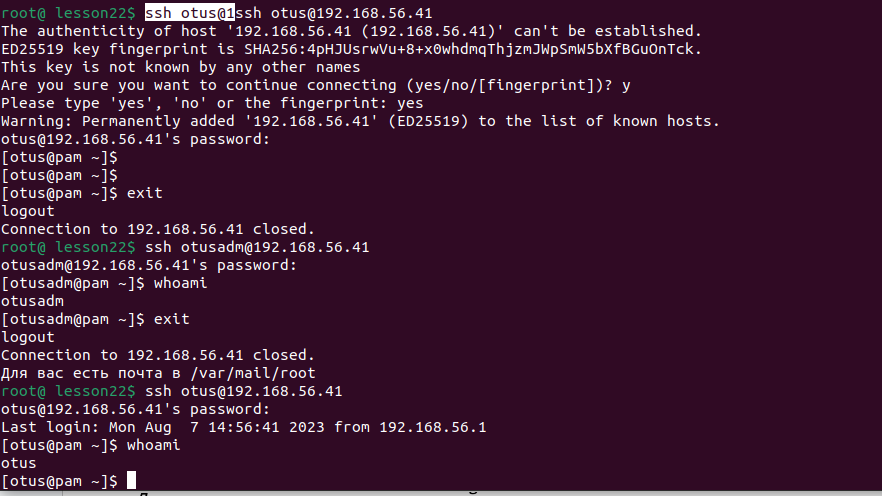 root@ lesson22$ ssh otus@1ssh otus@192.168.56.41
The authenticity of host '192.168.56.41 (192.168.56.41)' can't be established.
ED25519 key fingerprint is SHA256:4pHJUsrwVu+8+x0whdmqThjzmJWpSmW5bXfBGuOnTck.
This key is not known by any other names
Are you sure you want to continue connecting (yes/no/[fingerprint])? y
Please type 'yes', 'no' or the fingerprint: yes
Warning: Permanently added '192.168.56.41' (ED25519) to the list of known hosts.
otus@192.168.56.41's password:
[otus@pam ~]$
[otus@pam ~]$
[otus@pam ~]$ exit
logout
Connection to 192.168.56.41 closed.
root@ lesson22$ ssh otusadm@192.168.56.41
otusadm@192.168.56.41's password:
[otusadm@pam ~]$ whoami
otusadm
[otusadm@pam ~]$ exit
logout
Connection to 192.168.56.41 closed.
Для вас есть почта в /var/mail/root
root@ lesson22$ ssh otus@192.168.56.41
otus@192.168.56.41's password:
Last login: Mon Aug  7 14:56:41 2023 from 192.168.56.1
[otus@pam ~]$ whoami
otus
[otus@pam ~]$